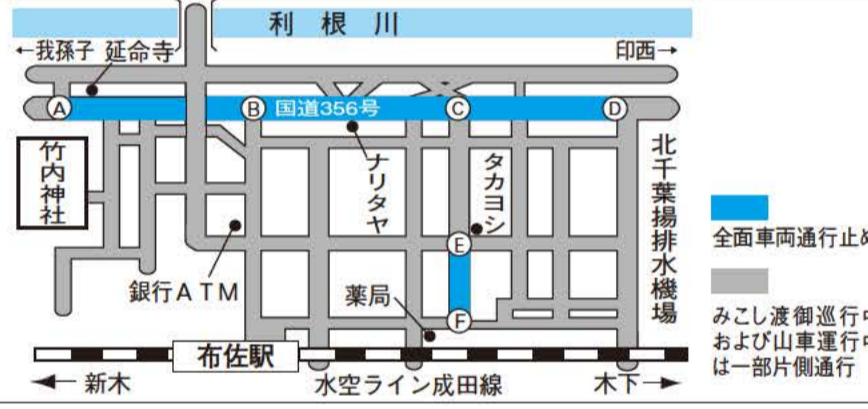 利根川
←我孫子 延命寺
印西→
A
B
国道356号
C
D
竹内神社
ナリタヤ
タカヨシ
北千葉揚排水機場
E
銀行ATM
薬局
F
布佐駅
← 新木
水空ライン成田線
木下→
全面車両通行止め
みこし渡御巡行中
および山車運行中
は一部片側通行